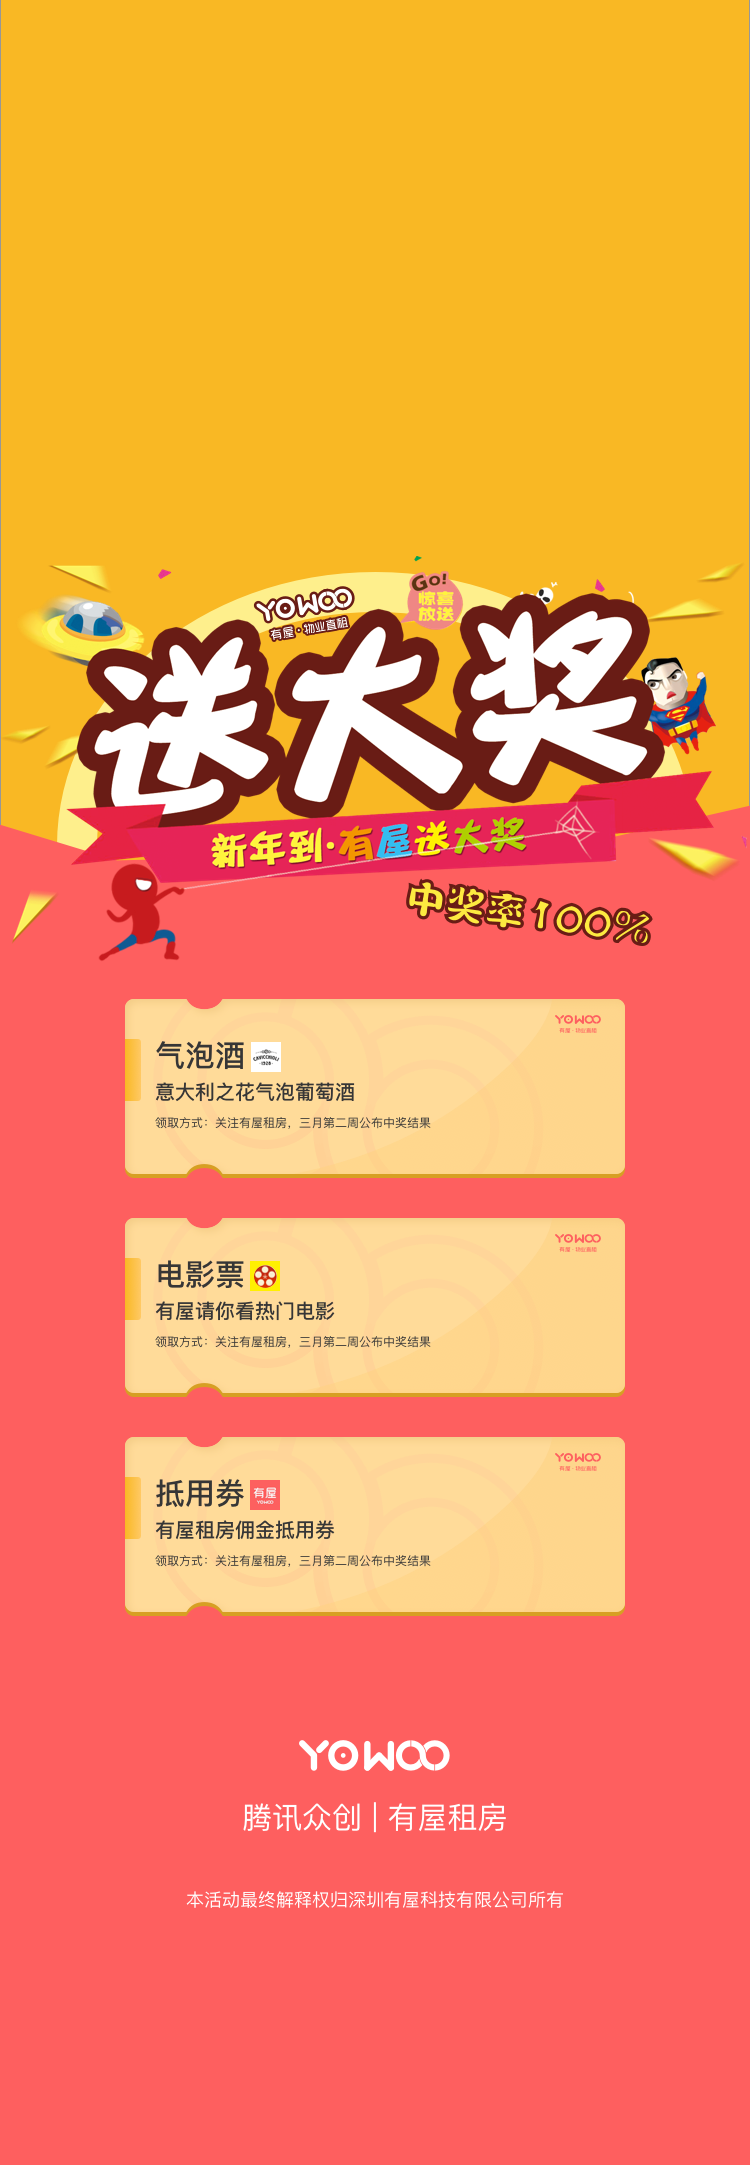 YOWOO
有屋·物业直租
Go!
惊喜
放送
送大奖
新年到·有屋送大奖
中奖率100%
YOWOO
有屋·物业直租
气泡酒
CAVICCHIOLI
1928
意大利之花气泡葡萄酒
领取方式：关注有屋租房，三月第二周公布中奖结果
YOWOO
有屋·物业直租
电影票
有屋请你看热门电影
领取方式：关注有屋租房，三月第二周公布中奖结果
YOWOO
有屋·物业直租
抵用券
有屋
YOWOO
有屋租房佣金抵用券
领取方式：关注有屋租房，三月第二周公布中奖结果
YOWOO
腾讯众创 | 有屋租房
本活动最终解释权归深圳有屋科技有限公司所有